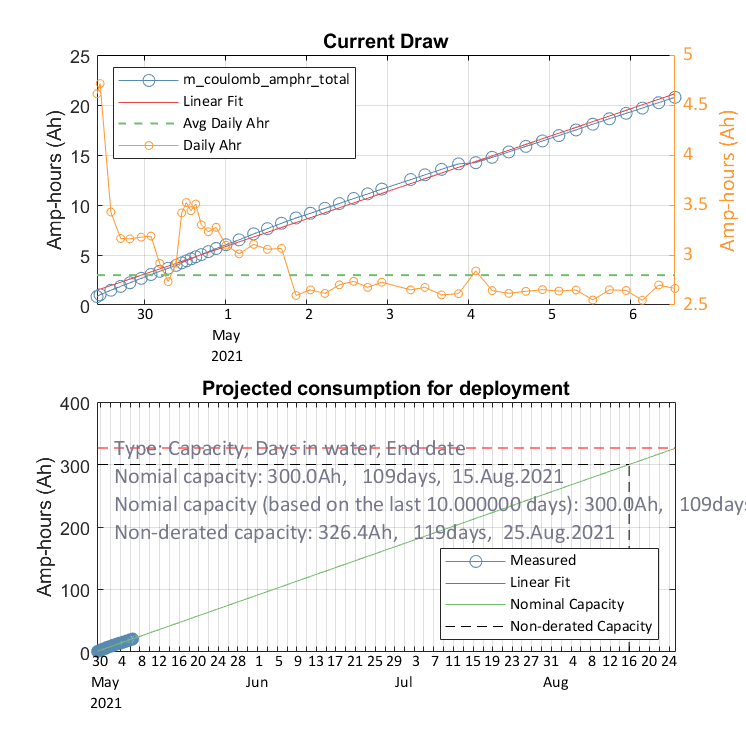 Current Draw
25
20
15
10
5
0
Amp-hours (Ah)
m_coulomb_amphr_total
Linear Fit
Avg Daily Ahr
Daily Ahr
5
4.5
4
3.5
3
2.5
Amp-hours (Ah)
30 1 2 3 4 5 6
May
2021
Projected consumption for deployment
400
300
200
100
0
Amp-hours (Ah)
Type: Capacity, Days in water, End date
Nomial capacity: 300.0Ah, 109days, 15.Aug.2021
Nomial capacity (based on the last 10.000000 days): 300.0Ah, 109days
Non-derated capacity: 326.4Ah, 119days, 25.Aug.2021
Measured
Linear Fit
Nominal Capacity
Non-derated Capacity
30 4 8 12 16 20 24 28 1 5 9 13 17 21 25 29 3 7 11 15 19 23 27 31 4 8 12 16 20 24
May Jun Jul Aug
2021